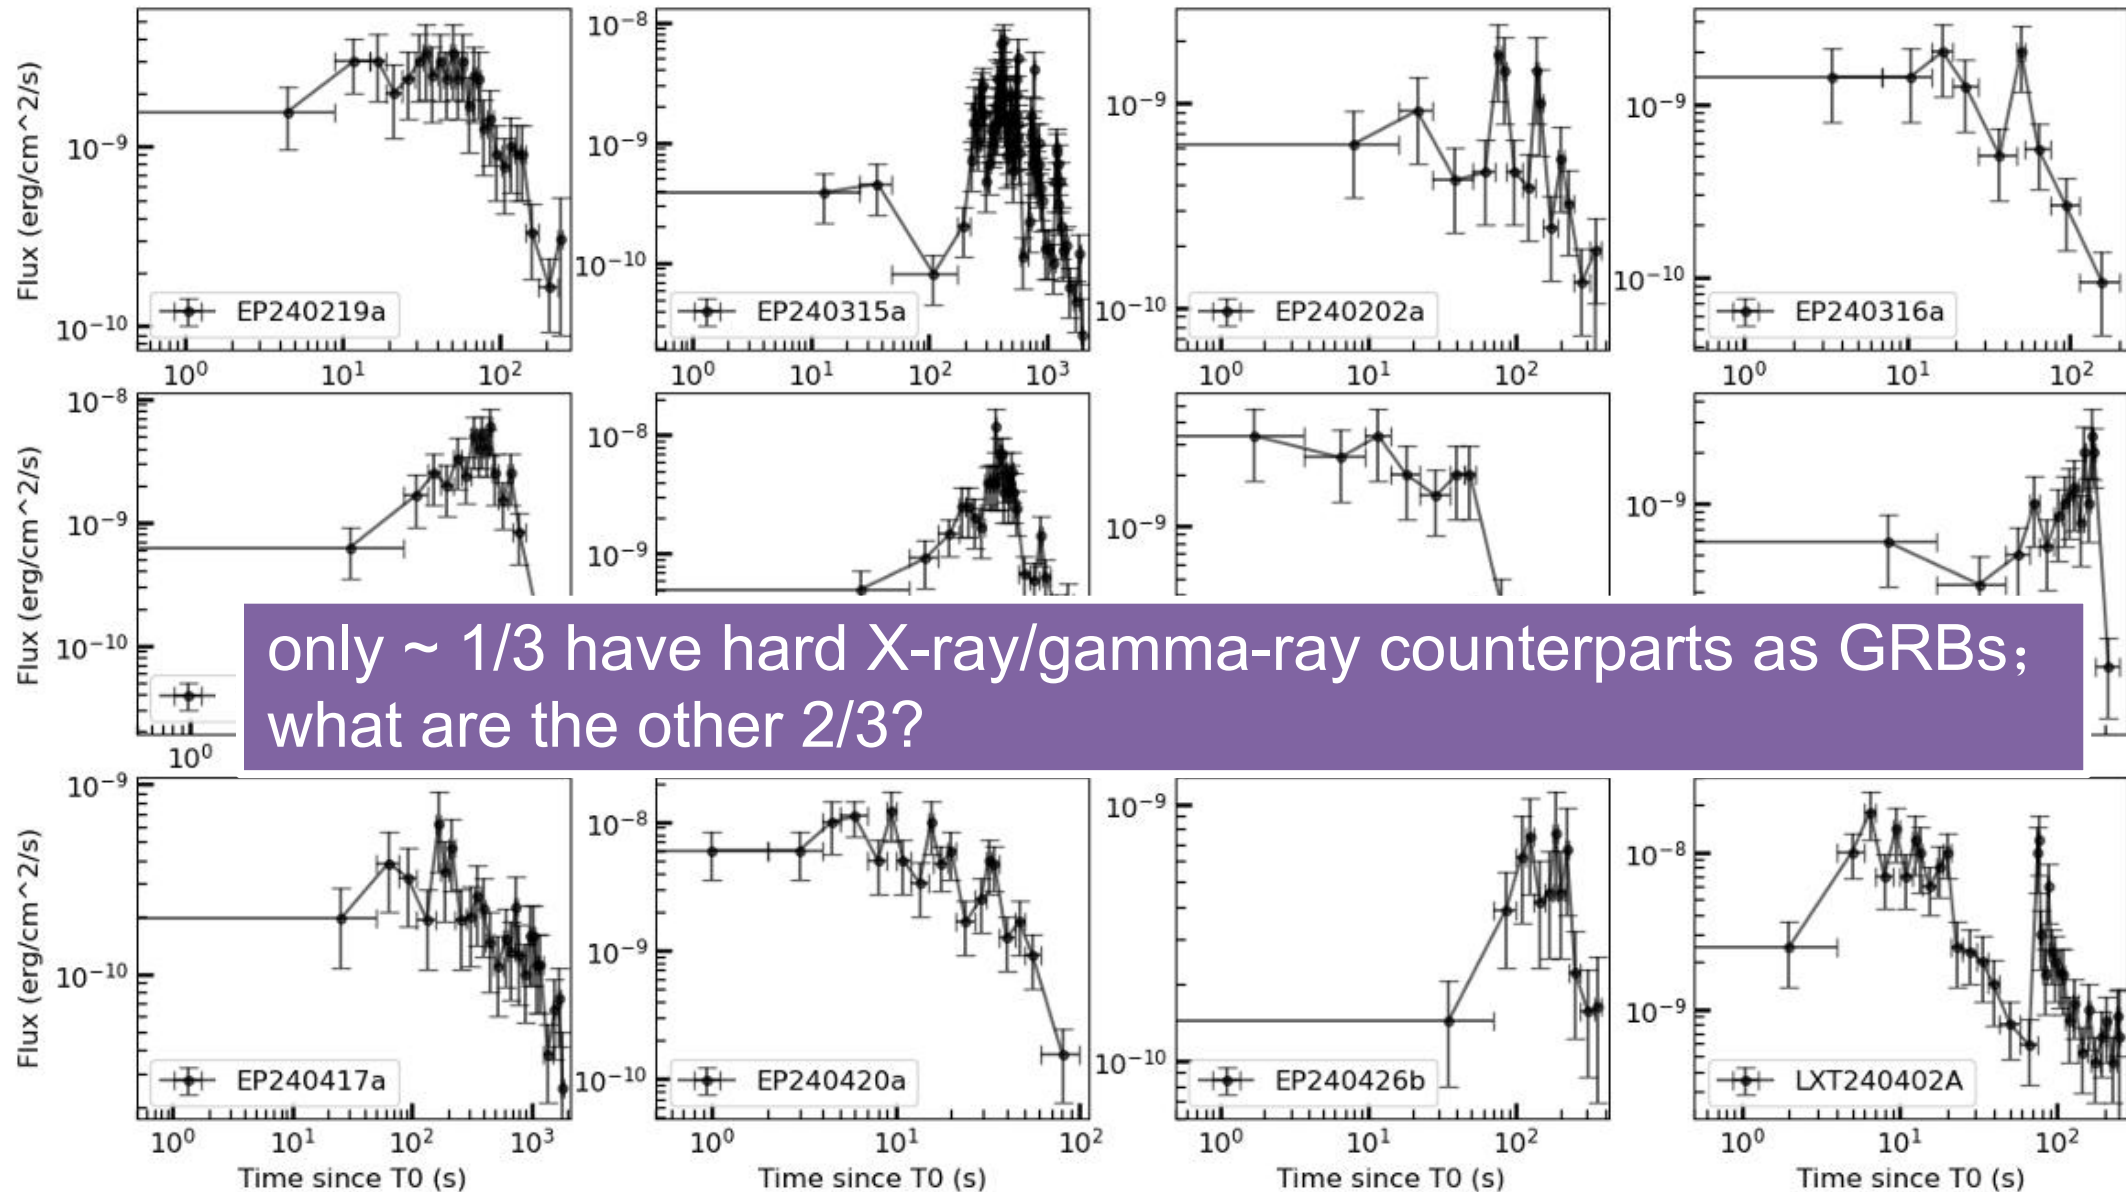 Flux (erg/cm^2/s)
10⁻⁹
10⁻¹⁰
EP240219a
10⁰ 10¹ 10²
10⁻⁸
10⁻⁹
10⁻¹⁰
EP240315a
10⁰ 10¹ 10² 10³
10⁻⁹
10⁻¹⁰
EP240202a
10⁰ 10¹ 10²
10⁻⁹
10⁻¹⁰
EP240316a
10⁰ 10¹ 10²
Flux (erg/cm^2/s)
10⁻⁸
10⁻⁹
10⁻¹⁰
10⁰
10⁻⁸
10⁻⁹
10⁻⁹
10⁻⁹
only ~ 1/3 have hard X-ray/gamma-ray counterparts as GRBs；
what are the other 2/3?
Flux (erg/cm^2/s)
10⁻⁹
10⁻¹⁰
EP240417a
10⁰ 10¹ 10² 10³
Time since T0 (s)
10⁻⁸
10⁻⁹
10⁻¹⁰
EP240420a
10⁰ 10¹ 10²
Time since T0 (s)
10⁻⁹
10⁻¹⁰
EP240426b
10⁰ 10¹ 10²
Time since T0 (s)
10⁻⁸
10⁻⁹
LXT240402A
10⁰ 10¹ 10²
Time since T0 (s)